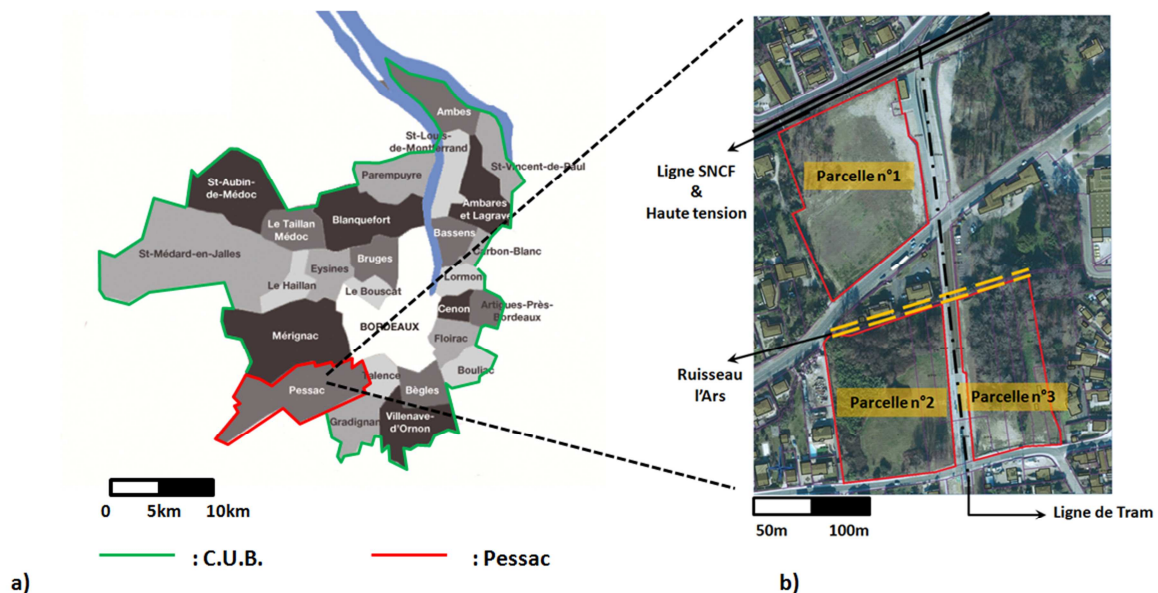 Ambes
St-Louis-
de-Montferrand
St-Vincent-de-Paul
Parempuyre
St-Aubin-
de-Médoc
Ambares
et Lagrave
Le Taillan
Médoc
Blanquefort
Bassens
St-Médard-en-Jalles
Eysines
Bruges
Carbon-Blanc
Lormont
Le Haillan
Le Bouscat
Cenon
Artigues-Près-
Bordeaux
BORDEAUX
Mérignac
Floirac
Bouliac
Talence
Pessac
Bègles
Gradignan
Villenave-
d'Ornon
0 5km 10km
: C.U.B.
: Pessac
a)
Ligne SNCF
&
Haute tension
Parcelle n°1
Ruisseau
l'Ars
Parcelle n°2
Parcelle n°3
50m 100m
Ligne de Tram
b)